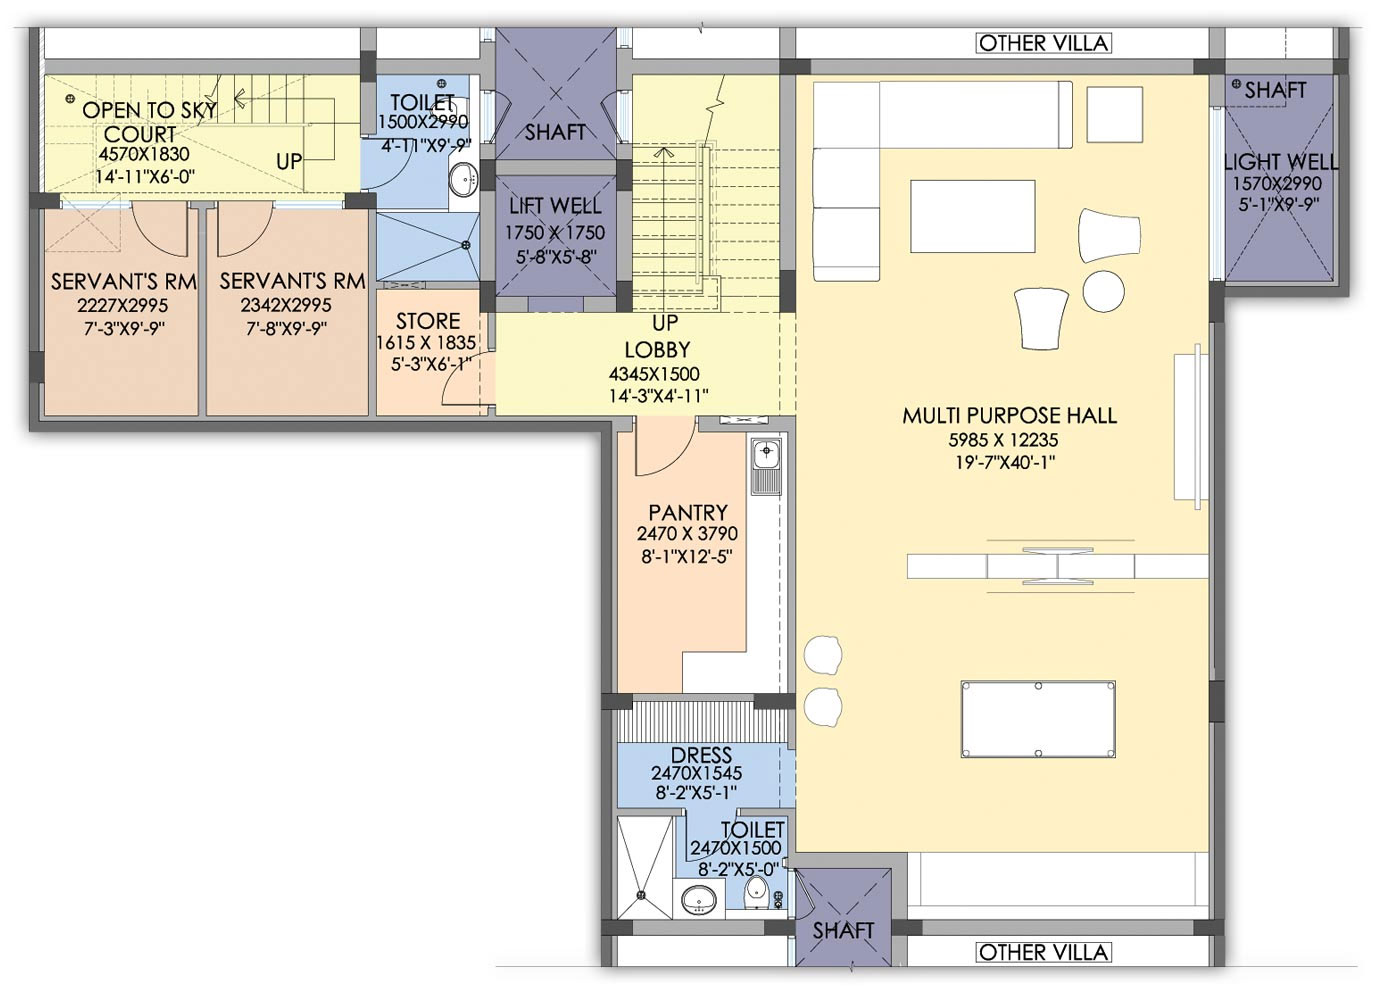 OTHER VILLA
OPEN TO SKY
COURT
4570X1830
14'-11"X6'-0"
UP
TOILET
1500X2990
4'-11"X9'-9"
SHAFT
SHAFT
LIGHT WELL
1570X2990
5'-1"X9'-9"
LIFT WELL
1750 X 1750
5'-8"X5'-8"
SERVANT'S RM
2227X2995
7'-3"X9'-9"
SERVANT'S RM
2342X2995
7'-8"X9'-9"
STORE
1615 X 1835
5'-3"X6'-1"
UP
LOBBY
4345X1500
14'-3"X4'-11"
MULTI PURPOSE HALL
5985 X 12235
19'-7"X40'-1"
PANTRY
2470 X 3790
8'-1"X12'-5"
DRESS
2470X1545
8'-2"X5'-1"
TOILET
2470X1500
8'-2"X5'-0"
SHAFT
OTHER VILLA